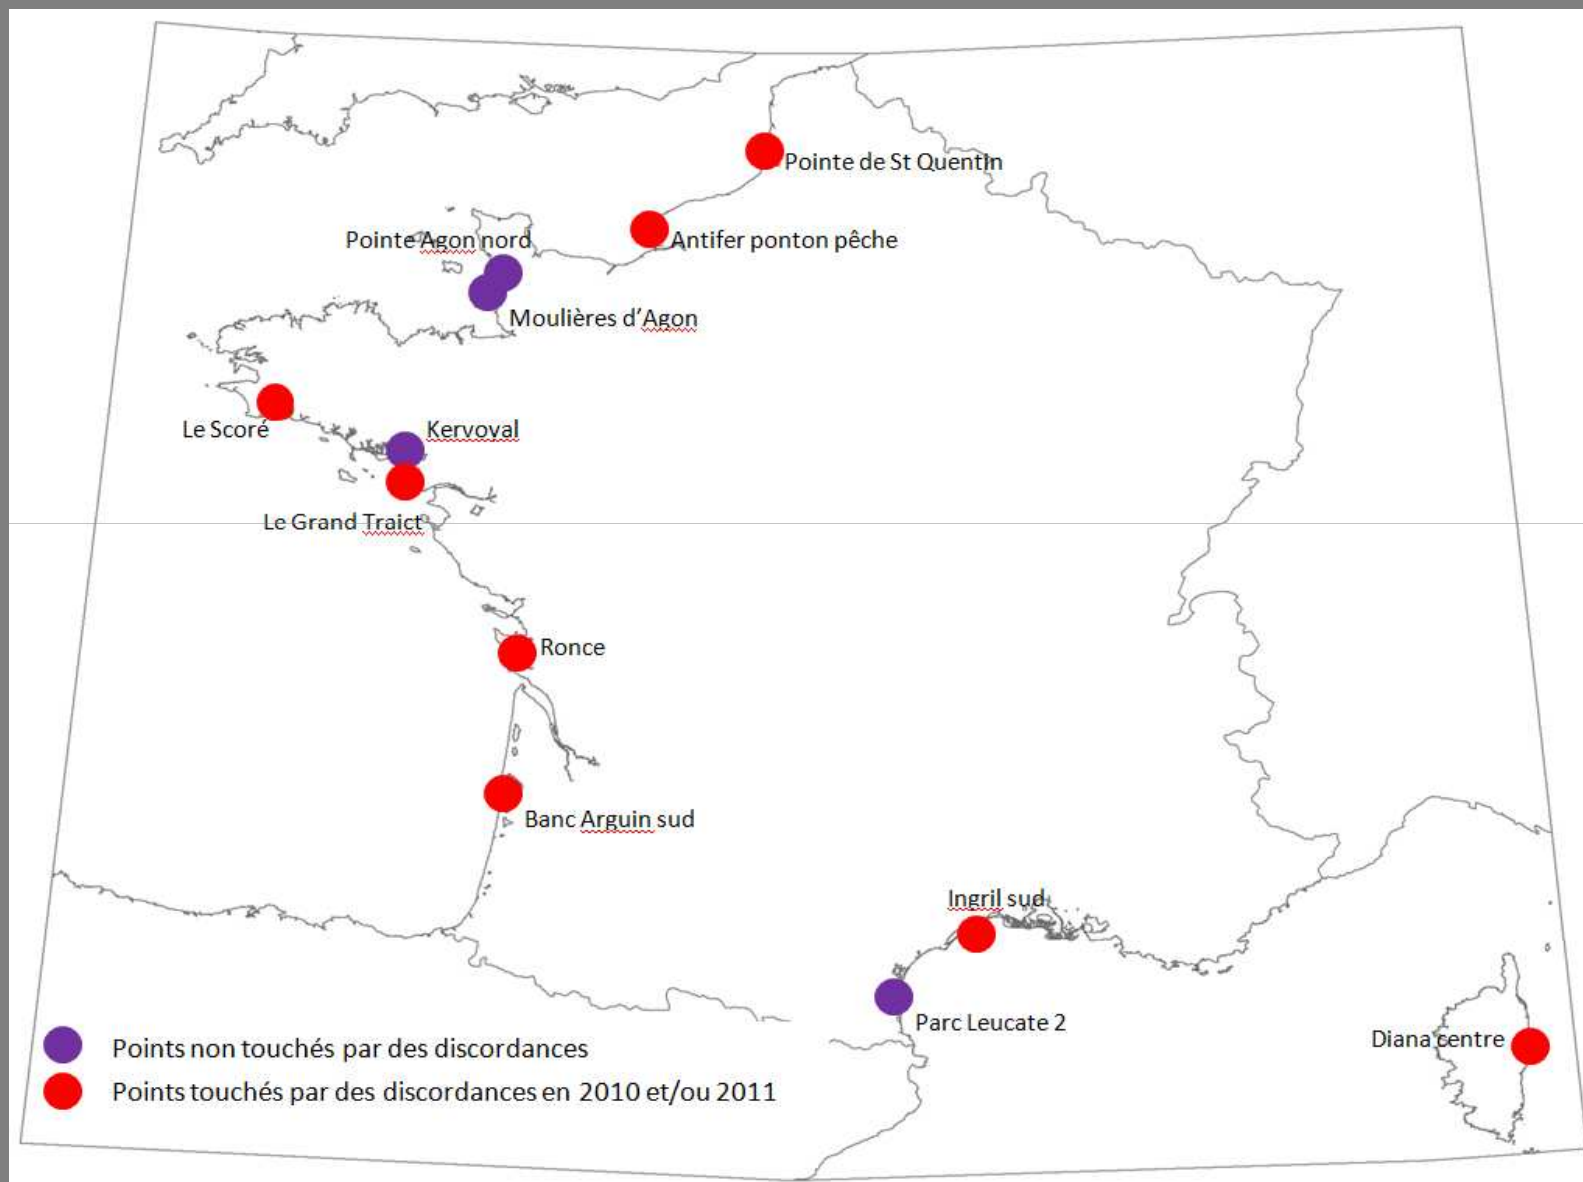 Pointe de St Quentin
Pointe Agon nord
Antifer ponton pêche
Moulières d'Agon
Le Scoré
Kervoyal
Le Grand Traict
Ronce
Banc Arguin sud
Ingril sud
Parc Leucate 2
Diana centre
Points non touchés par des discordances
Points touchés par des discordances en 2010 et/ou 2011